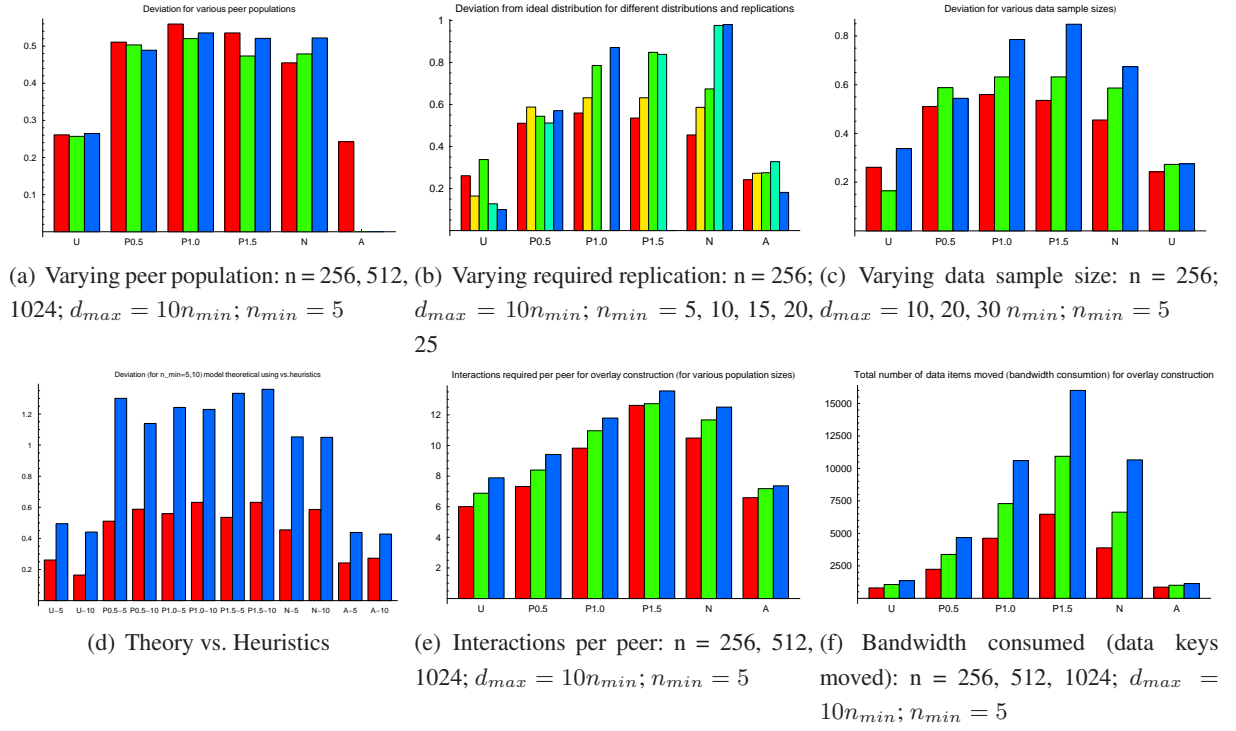 Deviation for various peer populations
0.5
0.4
0.3
0.2
0.1
U P0.5 P1.0 P1.5 N A
(a) Varying peer population: n = 256, 512,
1024; d_max = 10n_min; n_min = 5
Deviation from ideal distribution for different distributions and replications
1
0.8
0.6
0.4
0.2
U P0.5 P1.0 P1.5 N A
(b) Varying required replication: n = 256;
d_max = 10n_min; n_min = 5, 10, 15, 20,
25
Deviation for various data sample sizes)
0.8
0.6
0.4
0.2
U P0.5 P1.0 P1.5 N U
(c) Varying data sample size: n = 256;
d_max = 10, 20, 30 n_min; n_min = 5
Deviation (for n_min=5,10) model theoretical using vs.heuristics
1.2
1
0.8
0.6
0.4
0.2
U-5 U-10 P0.5-5 P0.5-10 P1.0-5 P1.0-10 P1.5-5 P1.5-10 N-5 N-10 A-5 A-10
(d) Theory vs. Heuristics
Interactions required per peer for overlay construction (for various population sizes)
12
10
8
6
4
2
U P0.5 P1.0 P1.5 N A
(e) Interactions per peer: n = 256, 512,
1024; d_max = 10n_min; n_min = 5
Total number of data items moved (bandwidth consumtion) for overlay construction
15000
12500
10000
7500
5000
2500
U P0.5 P1.0 P1.5 N A
(f) Bandwidth consumed (data keys
moved): n = 256, 512, 1024; d_max =
10n_min; n_min = 5